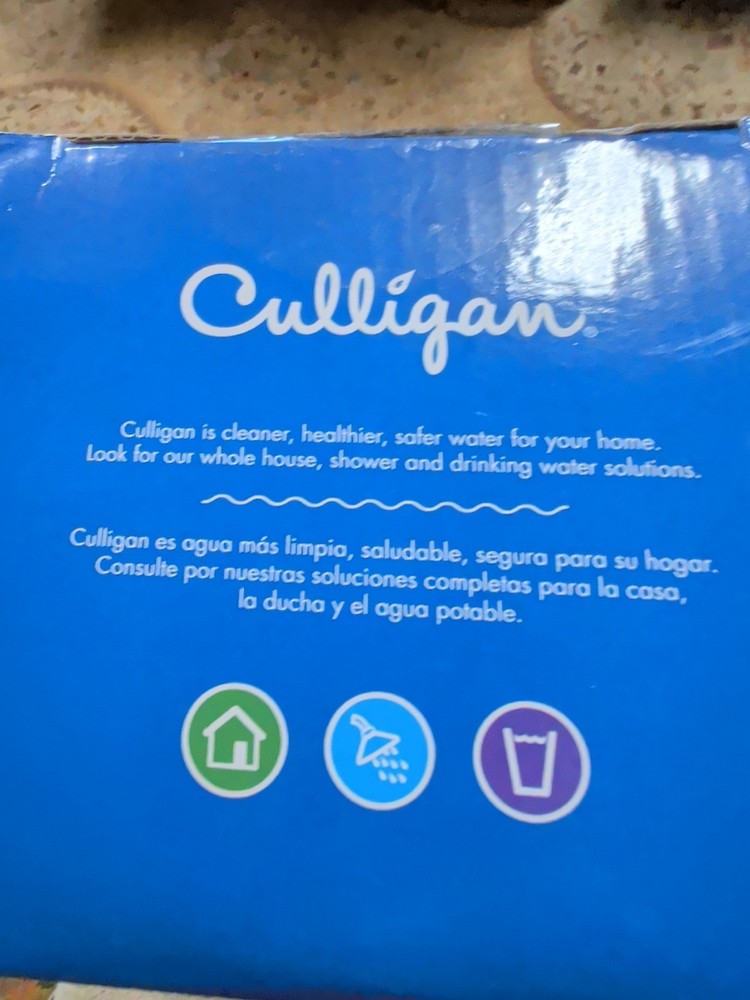 Culligan®
Culligan is cleaner, healthier, safer water for your home.
Look for our whole house, shower and drinking water solutions.
Culligan es agua más limpia, saludable, segura para su hogar.
Consulte por nuestras soluciones completas para la casa,
la ducha y el agua potable.